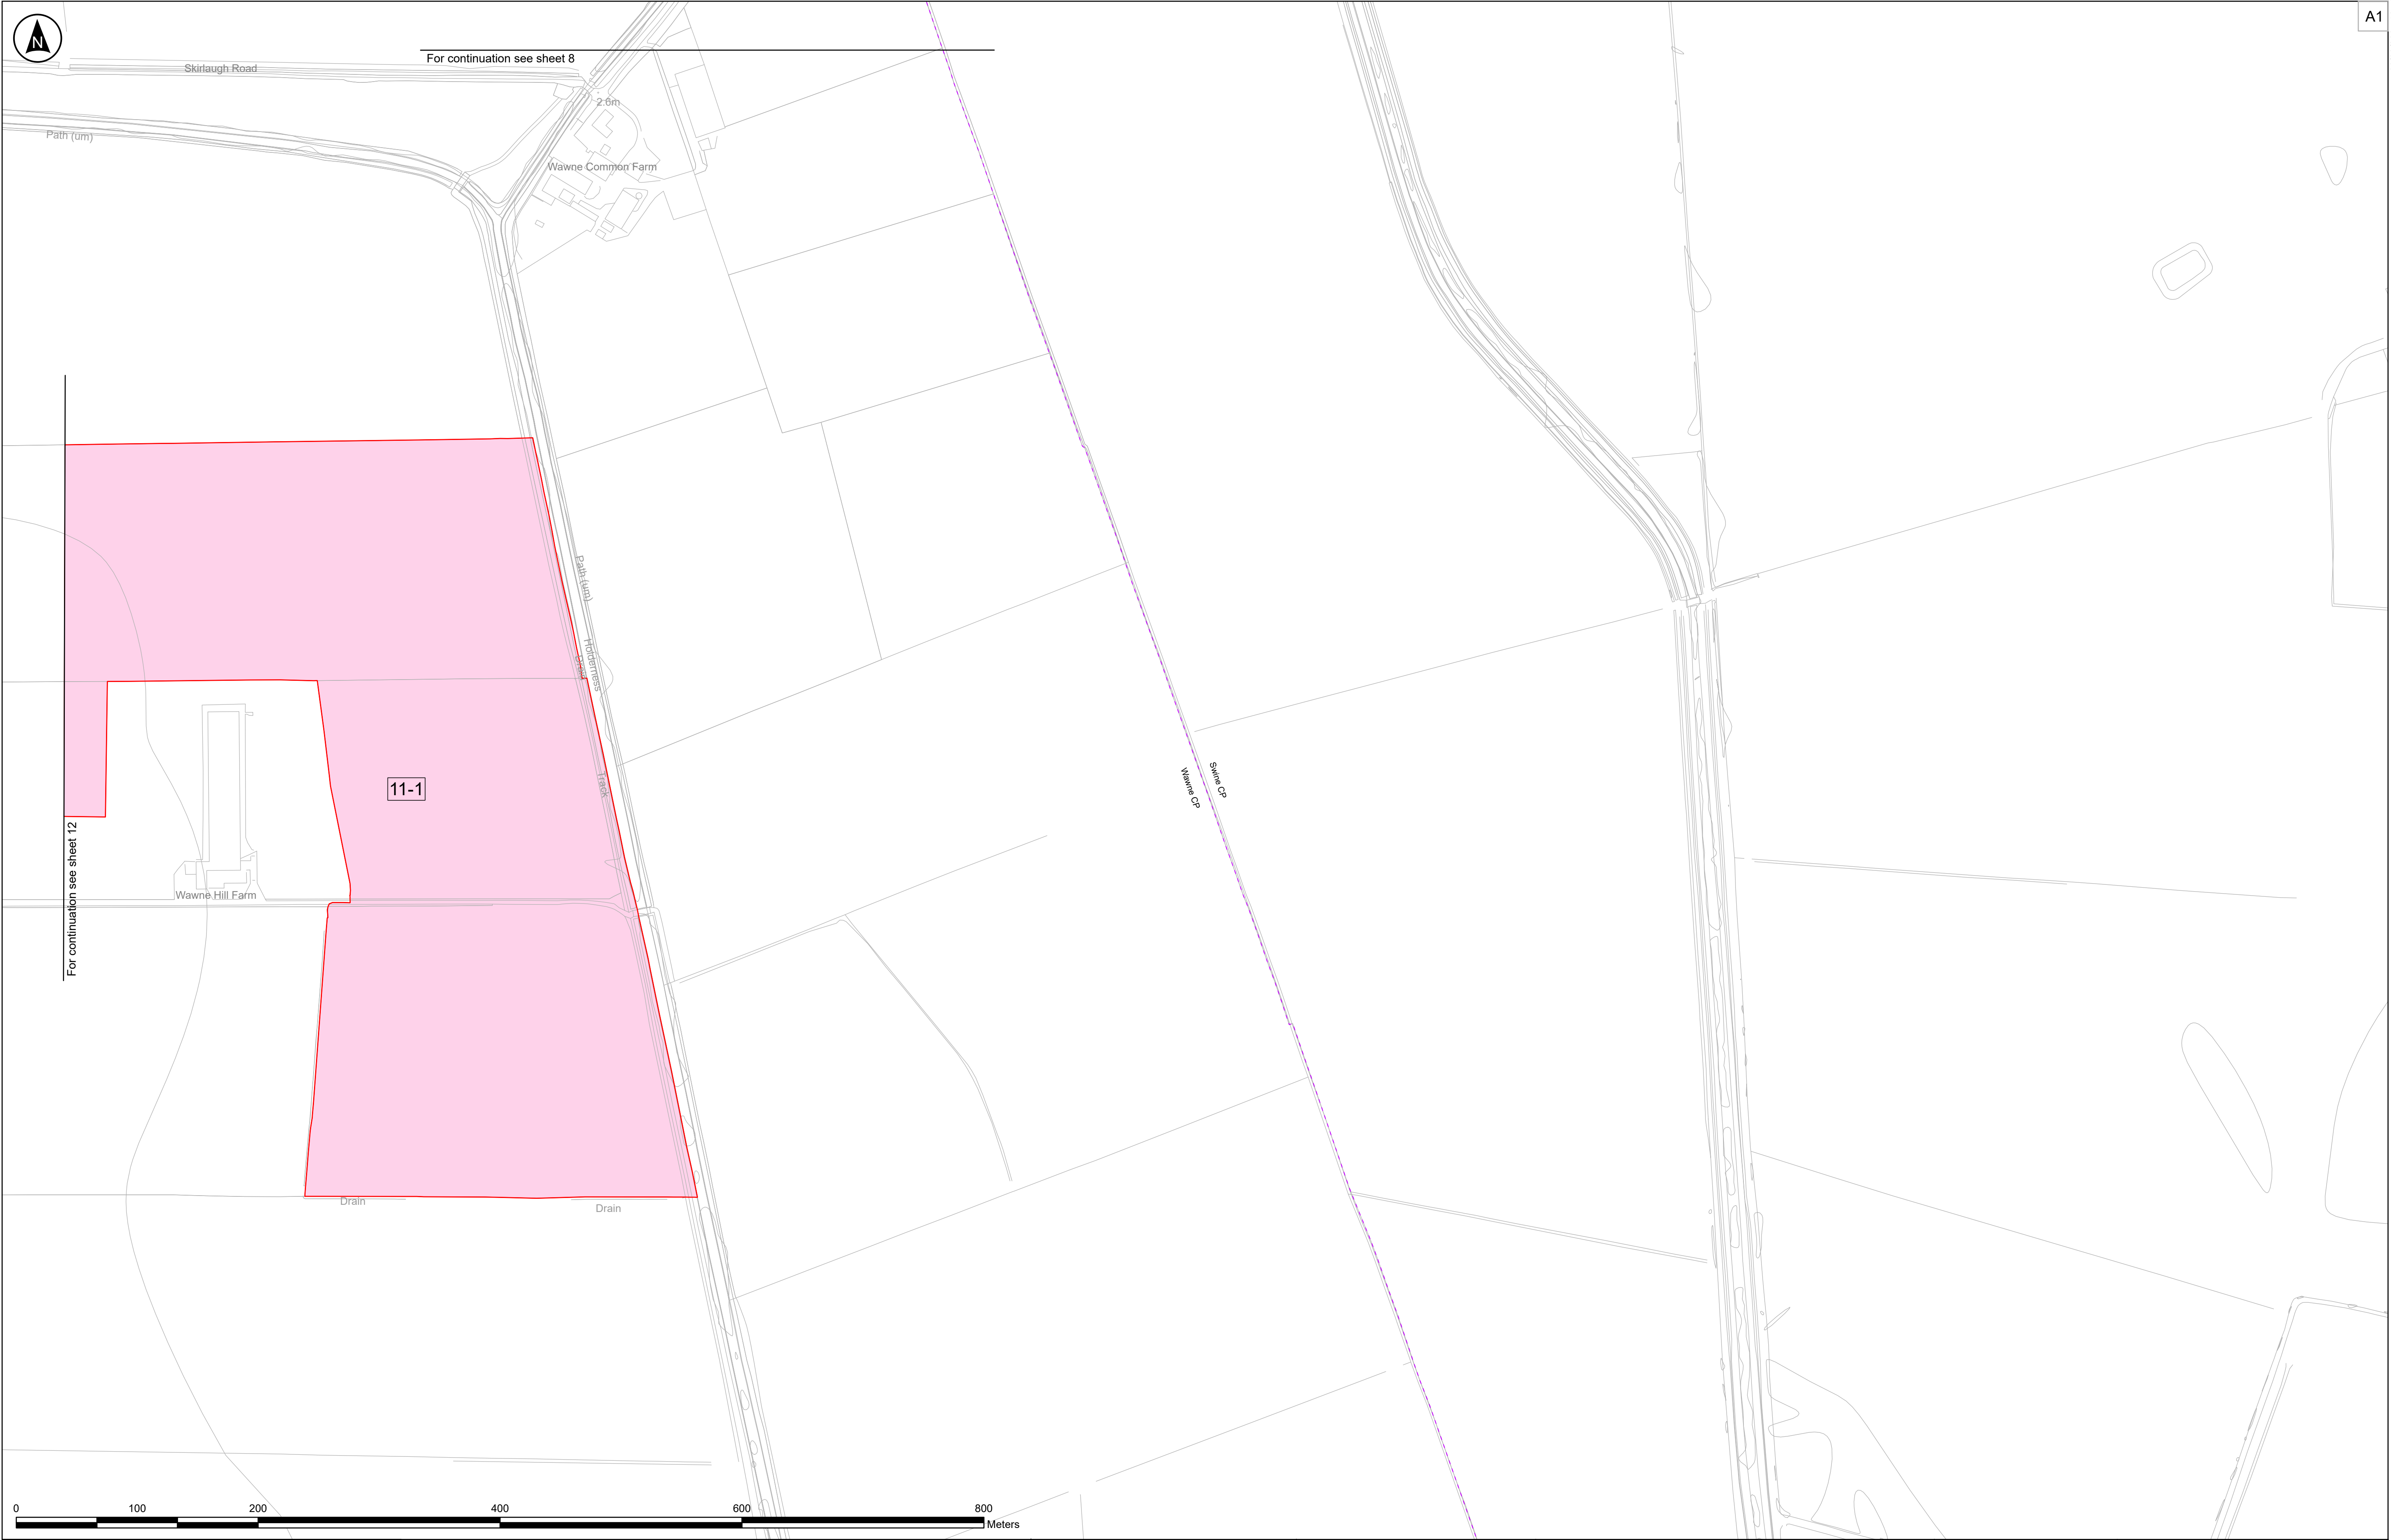 A1
N
For continuation see sheet 8
Skirlaugh Road
2.6m
Path (um)
Wawne Common Farm
Path (um)
Holderness
Drain
Track
11-1
Swine CP
Wawne CP
For continuation see sheet 12
Wawne Hill Farm
Drain
Drain
0 100 200 400 600 800
Meters